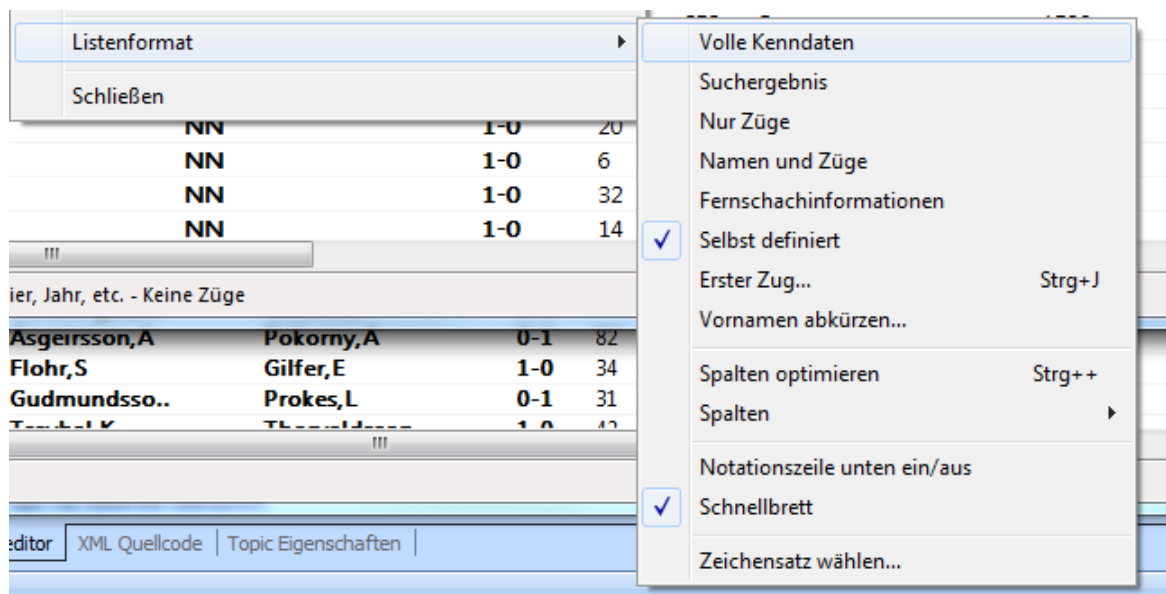 Listenformat
Schließen
Volle Kenndaten
Suchergebnis
Nur Züge
Namen und Züge
Fernschachinformationen
Selbst definiert
Erster Zug... Strg+J
Vornamen abkürzen...
Spalten optimieren Strg++
Spalten
Notationszeile unten ein/aus
Schnellbrett
Zeichensatz wählen...
NN 1-0 20
NN 1-0 6
NN 1-0 32
NN 1-0 14
ier, Jahr, etc. - Keine Züge
Asgeirsson,A Pokorny,A 0-1 82
Flohr,S Gilfer,E 1-0 34
Gudmundsso.. Prokes,L 0-1 31
editor XML Quellcode Topic Eigenschaften